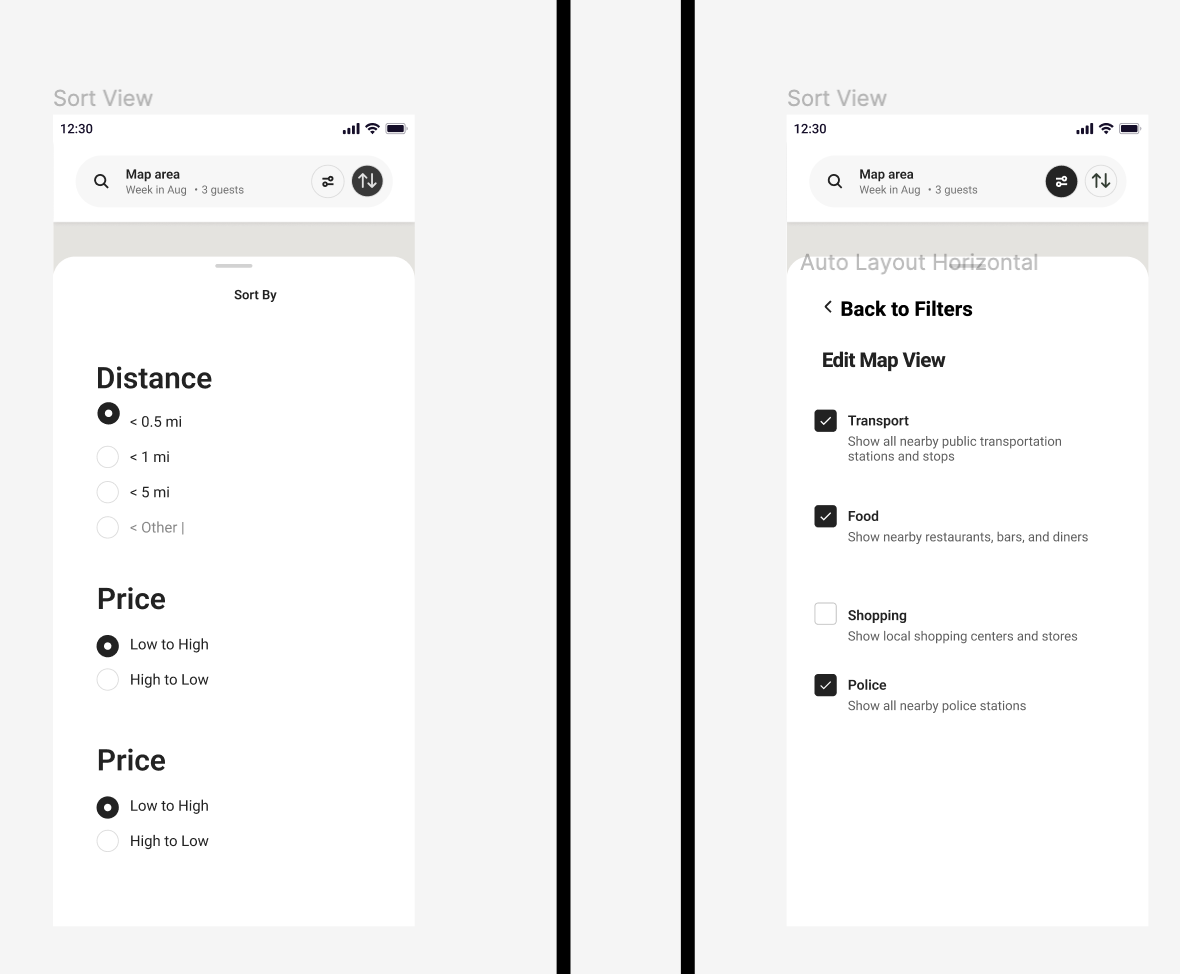 Sort View
12:30
Map area
Week in Aug • 3 guests
Sort By
Distance
< 0.5 mi
< 1 mi
< 5 mi
< Other |
Price
Low to High
High to Low
Price
Low to High
High to Low
Sort View
12:30
Map area
Week in Aug • 3 guests
Auto Layout Horizontal
Back to Filters
Edit Map View
Transport
Show all nearby public transportation
stations and stops
Food
Show nearby restaurants, bars, and diners
Shopping
Show local shopping centers and stores
Police
Show all nearby police stations